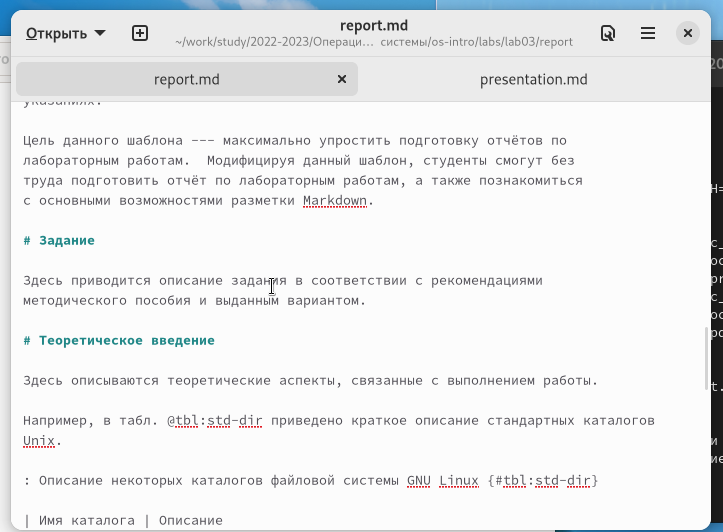 Открыть
report.md
~/work/study/2022-2023/Операци… системы/os-intro/labs/lab03/report
report.md
presentation.md
указаниях.
Цель данного шаблона --- максимально упростить подготовку отчётов по
лабораторным работам.  Модифицируя данный шаблон, студенты смогут без
труда подготовить отчёт по лабораторным работам, а также познакомиться
с основными возможностями разметки Markdown.
# Задание
Здесь приводится описание задания в соответствии с рекомендациями
методического пособия и выданным вариантом.
# Теоретическое введение
Здесь описываются теоретические аспекты, связанные с выполнением работы.
Например, в табл. @tbl:std-dir приведено краткое описание стандартных каталогов
Unix.
: Описание некоторых каталогов файловой системы GNU Linux {#tbl:std-dir}
| Имя каталога | Описание